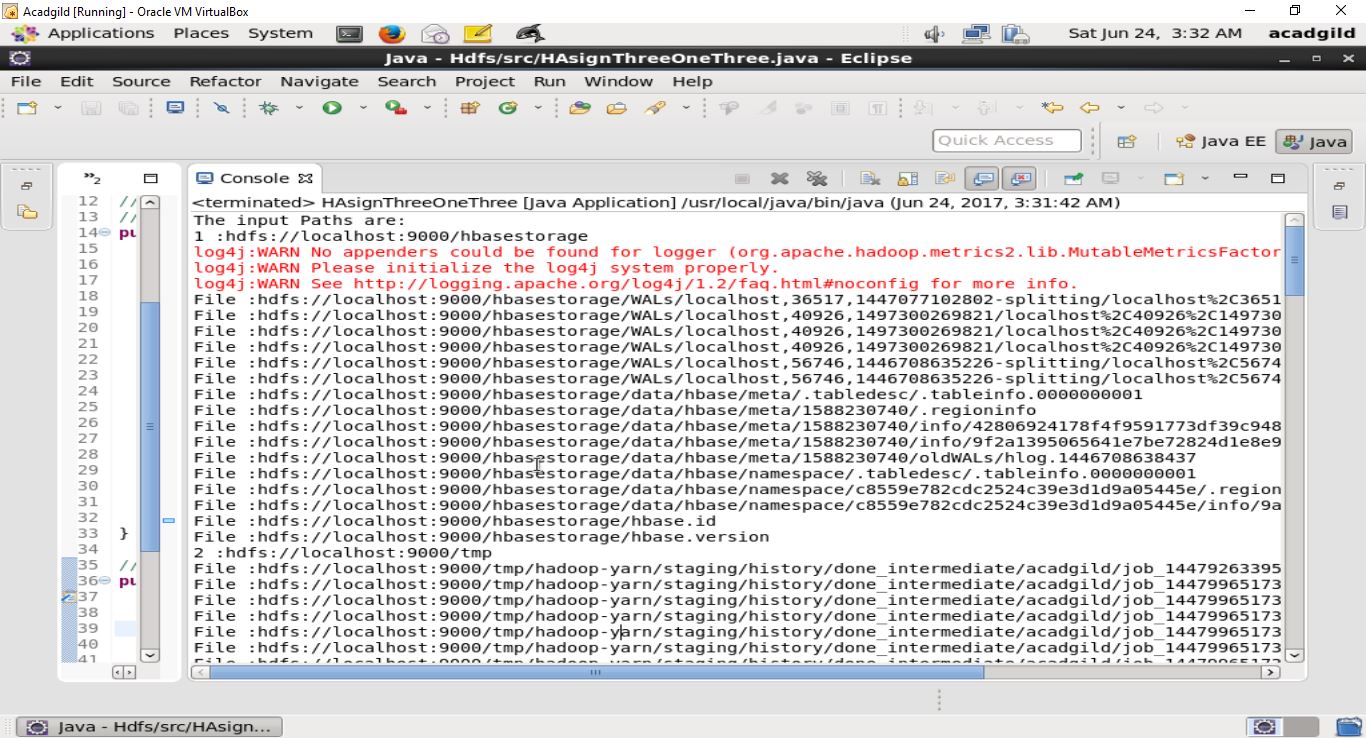 Acadgild [Running] - Oracle VM VirtualBox
Applications Places System Sat Jun 24, 3:32 AM acadgild
Java - Hdfs/src/HAsignThreeOneThree.java - Eclipse
File Edit Source Refactor Navigate Search Project Run Window Help
Quick Access Java EE Java
»2 Console
<terminated> HAsignThreeOneThree [Java Application] /usr/local/java/bin/java (Jun 24, 2017, 3:31:42 AM)
12 //
13 //
14 pu
15
16
17
18
19
20
21
22
23
24
25
26
27
28
29
30
31
32
33 }
34
35 //
36 pu
37
38
39
40
41
The input Paths are:
1 :hdfs://localhost:9000/hbasestorage
log4j:WARN No appenders could be found for logger (org.apache.hadoop.metrics2.lib.MutableMetricsFactor
log4j:WARN Please initialize the log4j system properly.
log4j:WARN See http://logging.apache.org/log4j/1.2/faq.html#noconfig for more info.
File :hdfs://localhost:9000/hbasestorage/WALs/localhost,36517,1447077102802-splitting/localhost%2C3651
File :hdfs://localhost:9000/hbasestorage/WALs/localhost,40926,1497300269821/localhost%2C40926%2C149730
File :hdfs://localhost:9000/hbasestorage/WALs/localhost,40926,1497300269821/localhost%2C40926%2C149730
File :hdfs://localhost:9000/hbasestorage/WALs/localhost,40926,1497300269821/localhost%2C40926%2C149730
File :hdfs://localhost:9000/hbasestorage/WALs/localhost,56746,1446708635226-splitting/localhost%2C5674
File :hdfs://localhost:9000/hbasestorage/WALs/localhost,56746,1446708635226-splitting/localhost%2C5674
File :hdfs://localhost:9000/hbasestorage/data/hbase/meta/.tabledesc/.tableinfo.0000000001
File :hdfs://localhost:9000/hbasestorage/data/hbase/meta/1588230740/.regioninfo
File :hdfs://localhost:9000/hbasestorage/data/hbase/meta/1588230740/info/42806924178f4f9591773df39c948
File :hdfs://localhost:9000/hbasestorage/data/hbase/meta/1588230740/info/9f2a1395065641e7be72824d1e8e9
File :hdfs://localhost:9000/hbasestorage/data/hbase/meta/1588230740/oldWALs/hlog.1446708638437
File :hdfs://localhost:9000/hbasestorage/data/hbase/namespace/.tabledesc/.tableinfo.0000000001
File :hdfs://localhost:9000/hbasestorage/data/hbase/namespace/c8559e782cdc2524c39e3d1d9a05445e/.region
File :hdfs://localhost:9000/hbasestorage/data/hbase/namespace/c8559e782cdc2524c39e3d1d9a05445e/info/9a
File :hdfs://localhost:9000/hbasestorage/hbase.id
File :hdfs://localhost:9000/hbasestorage/hbase.version
2 :hdfs://localhost:9000/tmp
File :hdfs://localhost:9000/tmp/hadoop-yarn/staging/history/done_intermediate/acadgild/job_14479263395
File :hdfs://localhost:9000/tmp/hadoop-yarn/staging/history/done_intermediate/acadgild/job_14479965173
File :hdfs://localhost:9000/tmp/hadoop-yarn/staging/history/done_intermediate/acadgild/job_14479965173
File :hdfs://localhost:9000/tmp/hadoop-yarn/staging/history/done_intermediate/acadgild/job_14479965173
File :hdfs://localhost:9000/tmp/hadoop-yarn/staging/history/done_intermediate/acadgild/job_14479965173
File :hdfs://localhost:9000/tmp/hadoop-yarn/staging/history/done_intermediate/acadgild/job_14479965173
File :hdfs://localhost:9000/tmp/hadoop-yarn/staging/history/done_intermediate/acadgild/job_14479965173
Java - Hdfs/src/HAsign...